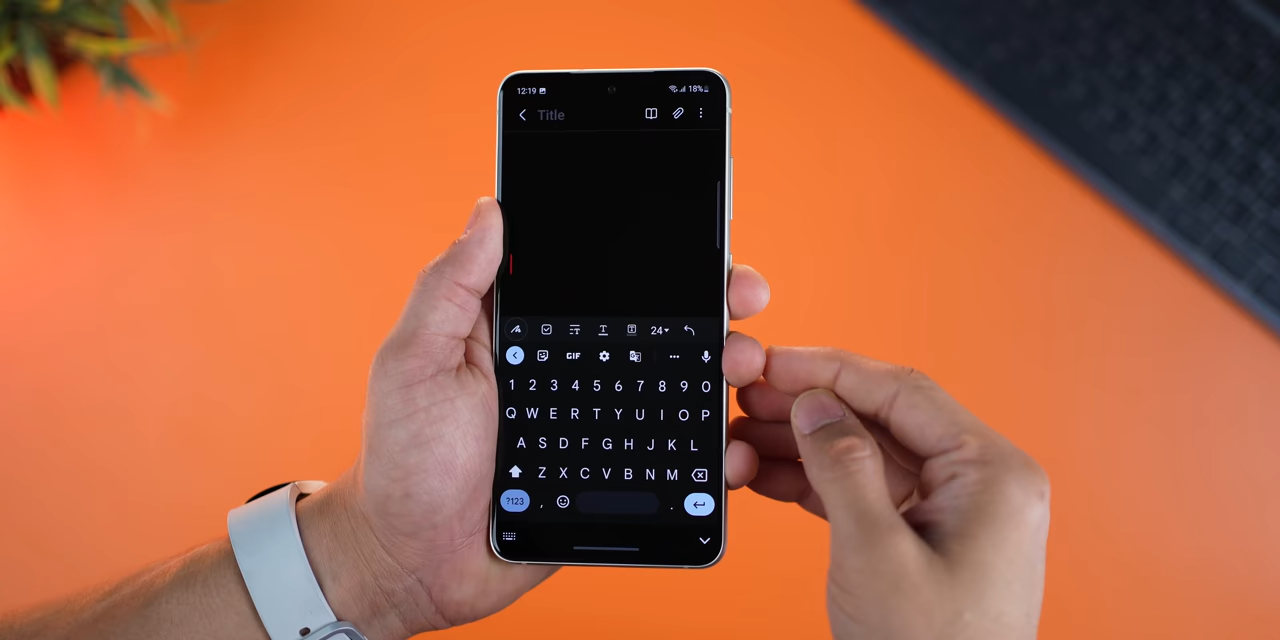 12:19 18%
Title
24
GIF
1 2 3 4 5 6 7 8 9 0
Q W E R T Y U I O P
A S D F G H J K L
Z X C V B N M
?123 , .